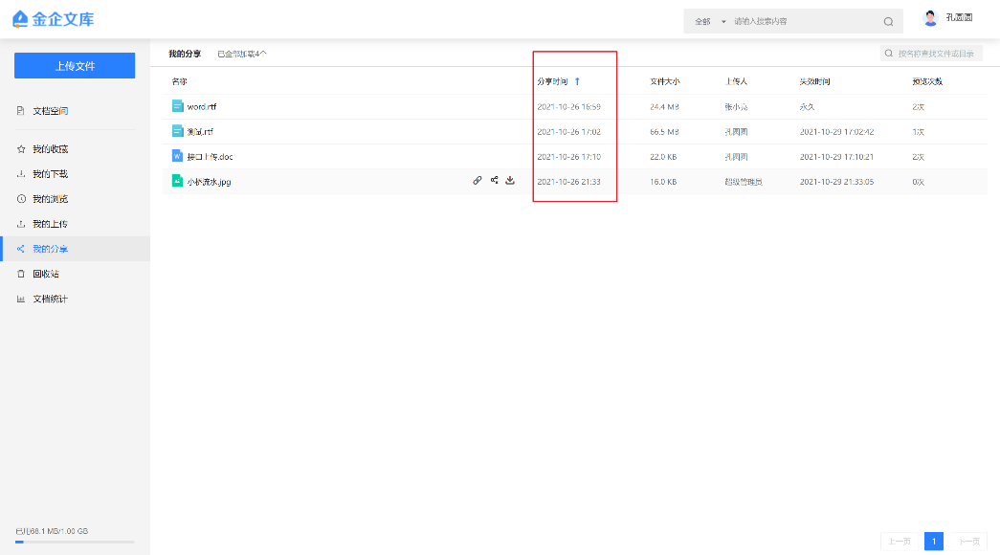 金企文库
全部 请输入搜索内容
孔圆圆
上传文件
文档空间
我的收藏
我的下载
我的浏览
我的上传
我的分享
回收站
文档统计
已用68.1 MB/1.00 GB
我的分享 已全部加载4个
按名称查找文件或目录
名称 分享时间 文件大小 上传人 失效时间 预览次数
word.rtf 2021-10-26 16:59 24.4 MB 张小亮 永久 2次
测试.rtf 2021-10-26 17:02 66.5 MB 孔圆圆 2021-10-29 17:02:42 1次
接口上传.doc 2021-10-26 17:10 22.0 KB 孔圆圆 2021-10-29 17:10:21 2次
小桥流水.jpg 2021-10-26 21:33 16.0 KB 超级管理员 2021-10-29 21:33:05 0次
上一页 1 下一页